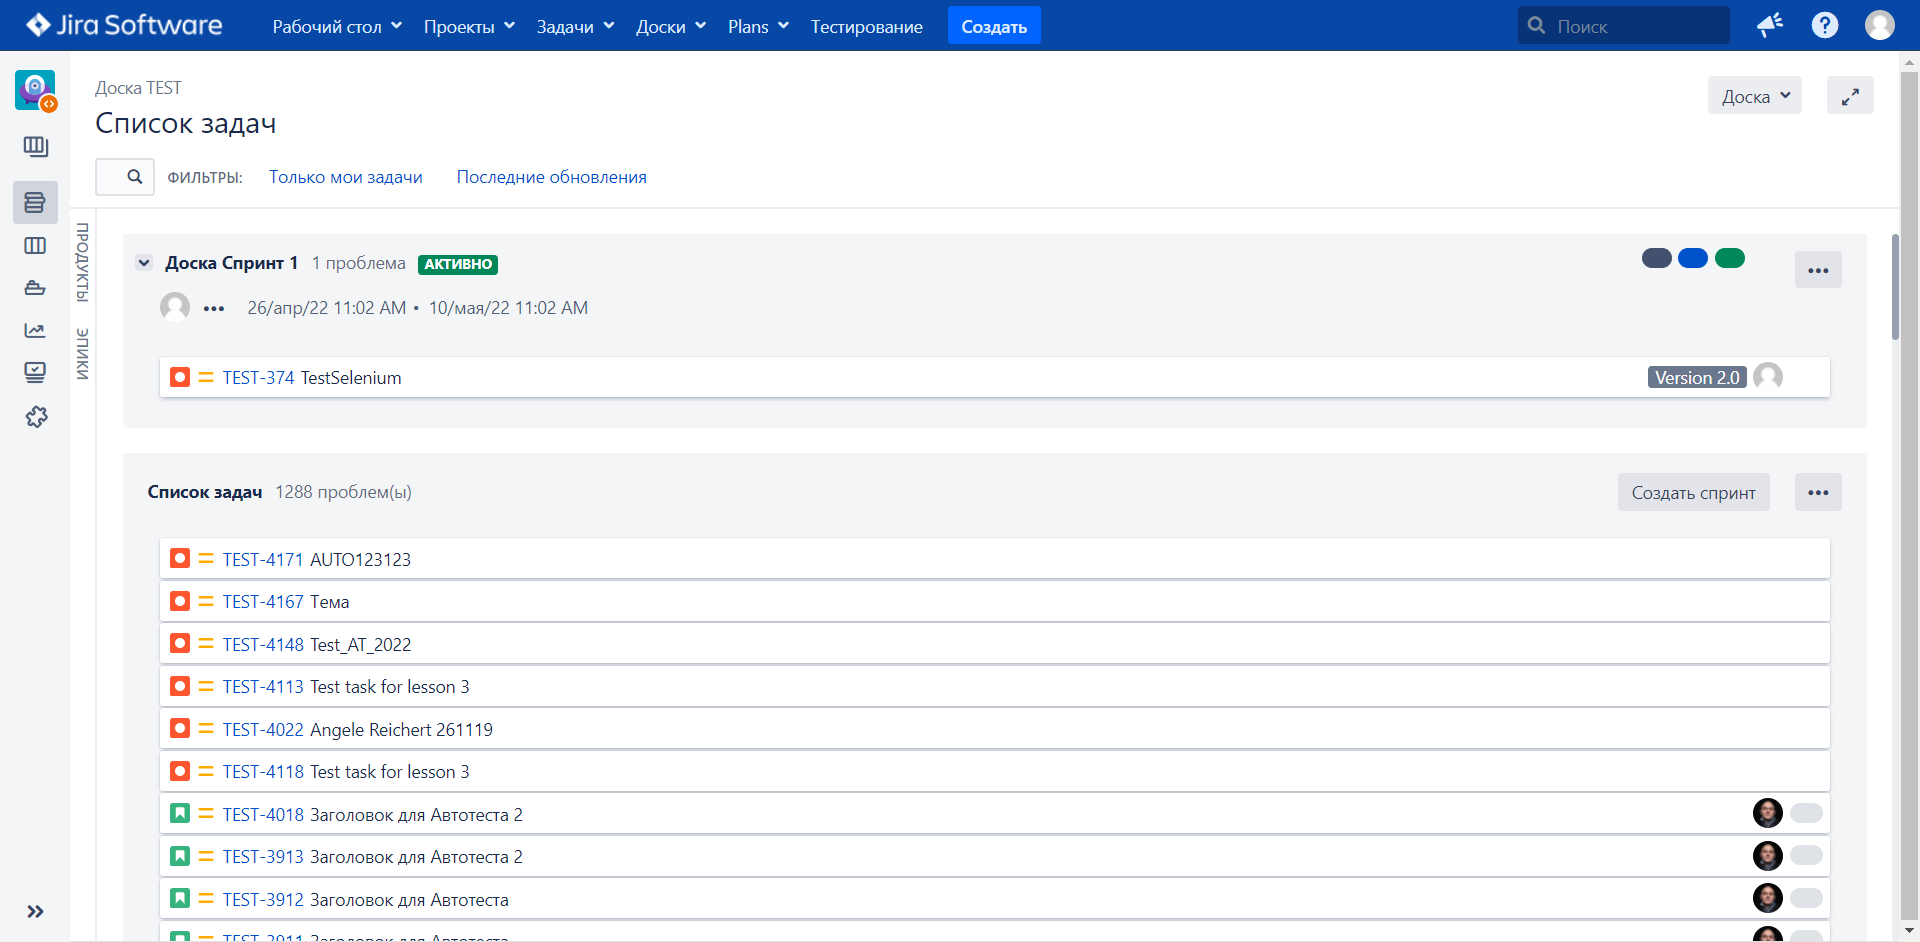 Jira Software
Рабочий стол Проекты Задачи Доски Plans Тестирование Создать Поиск
Доска TEST
Доска
Список задач
ФИЛЬТРЫ: Только мои задачи Последние обновления
ПРОДУКТЫ
ЭПИКИ
Доска Спринт 1 1 проблема АКТИВНО
26/апр/22 11:02 AM • 10/мая/22 11:02 AM
TEST-374 TestSelenium Version 2.0
Список задач 1288 проблем(ы) Создать спринт
TEST-4171 AUTO123123
TEST-4167 Тема
TEST-4148 Test_AT_2022
TEST-4113 Test task for lesson 3
TEST-4022 Angele Reichert 261119
TEST-4118 Test task for lesson 3
TEST-4018 Заголовок для Автотеста 2
TEST-3913 Заголовок для Автотеста 2
TEST-3912 Заголовок для Автотеста
TEST-3911 Заголовок для Автотеста